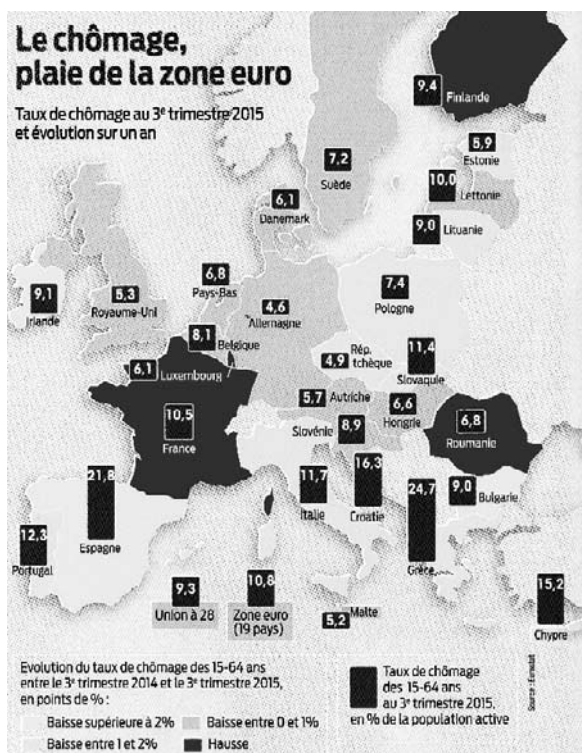 Le chômage,
plaie de la zone euro
Taux de chômage au 3e trimestre 2015
et évolution sur un an
9,4
Finlande
5,9
Estonie
7,2
Suède
10,0
Lettonie
6,1
Danemark
9,0
Lituanie
6,8
Pays-Bas
7,4
Pologne
9,1
Irlande
5,3
Royaume-Uni
4,6
Allemagne
8,1
Belgique
4,9
Rép.
tchèque
11,4
Slovaquie
6,1
Luxembourg
5,7
Autriche
6,6
Hongrie
10,5
France
Slovénie
8,9
6,8
Roumanie
21,8
Espagne
11,7
Italie
16,3
Croatie
24,7
Grèce
9,0
Bulgarie
12,3
Portugal
9,3
Union à 28
10,8
Zone euro
(19 pays)
5,2
Malte
15,2
Chypre
Evolution du taux de chômage des 15-64 ans
entre le 3e trimestre 2014 et le 3e trimestre 2015,
en points de % :
Baisse supérieure à 2%
Baisse entre 0 et 1%
Baisse entre 1 et 2%
Hausse
Taux de chômage
des 15-64 ans
au 3e trimestre 2015,
en % de la population active
Source : Eurostat